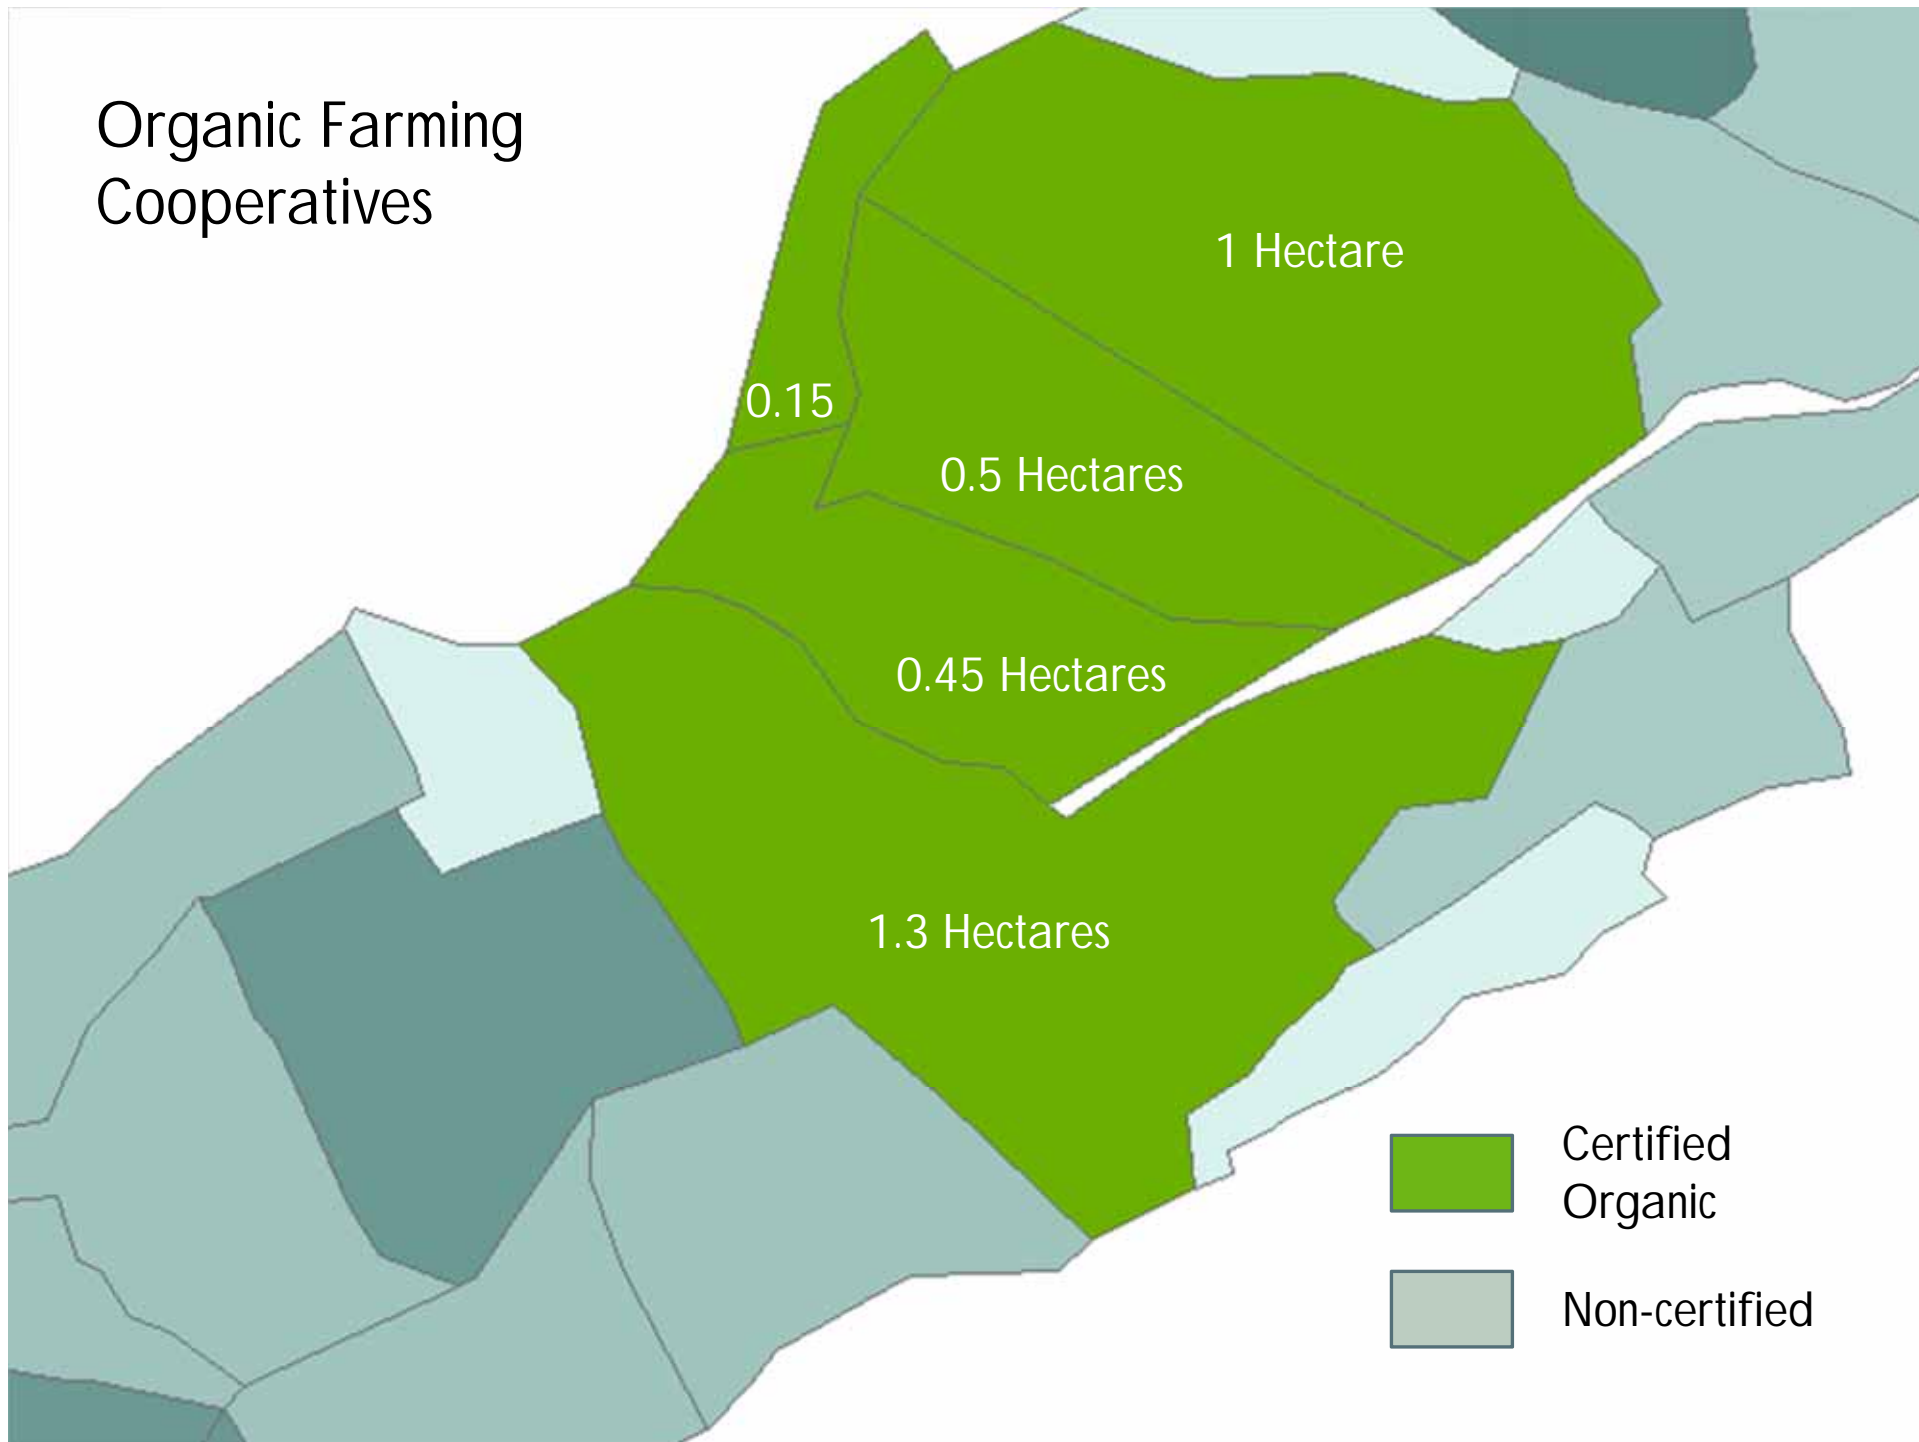 Organic Farming
Cooperatives
1 Hectare
0.15
0.5 Hectares
0.45 Hectares
1.3 Hectares
Certified
Organic
Non-certified